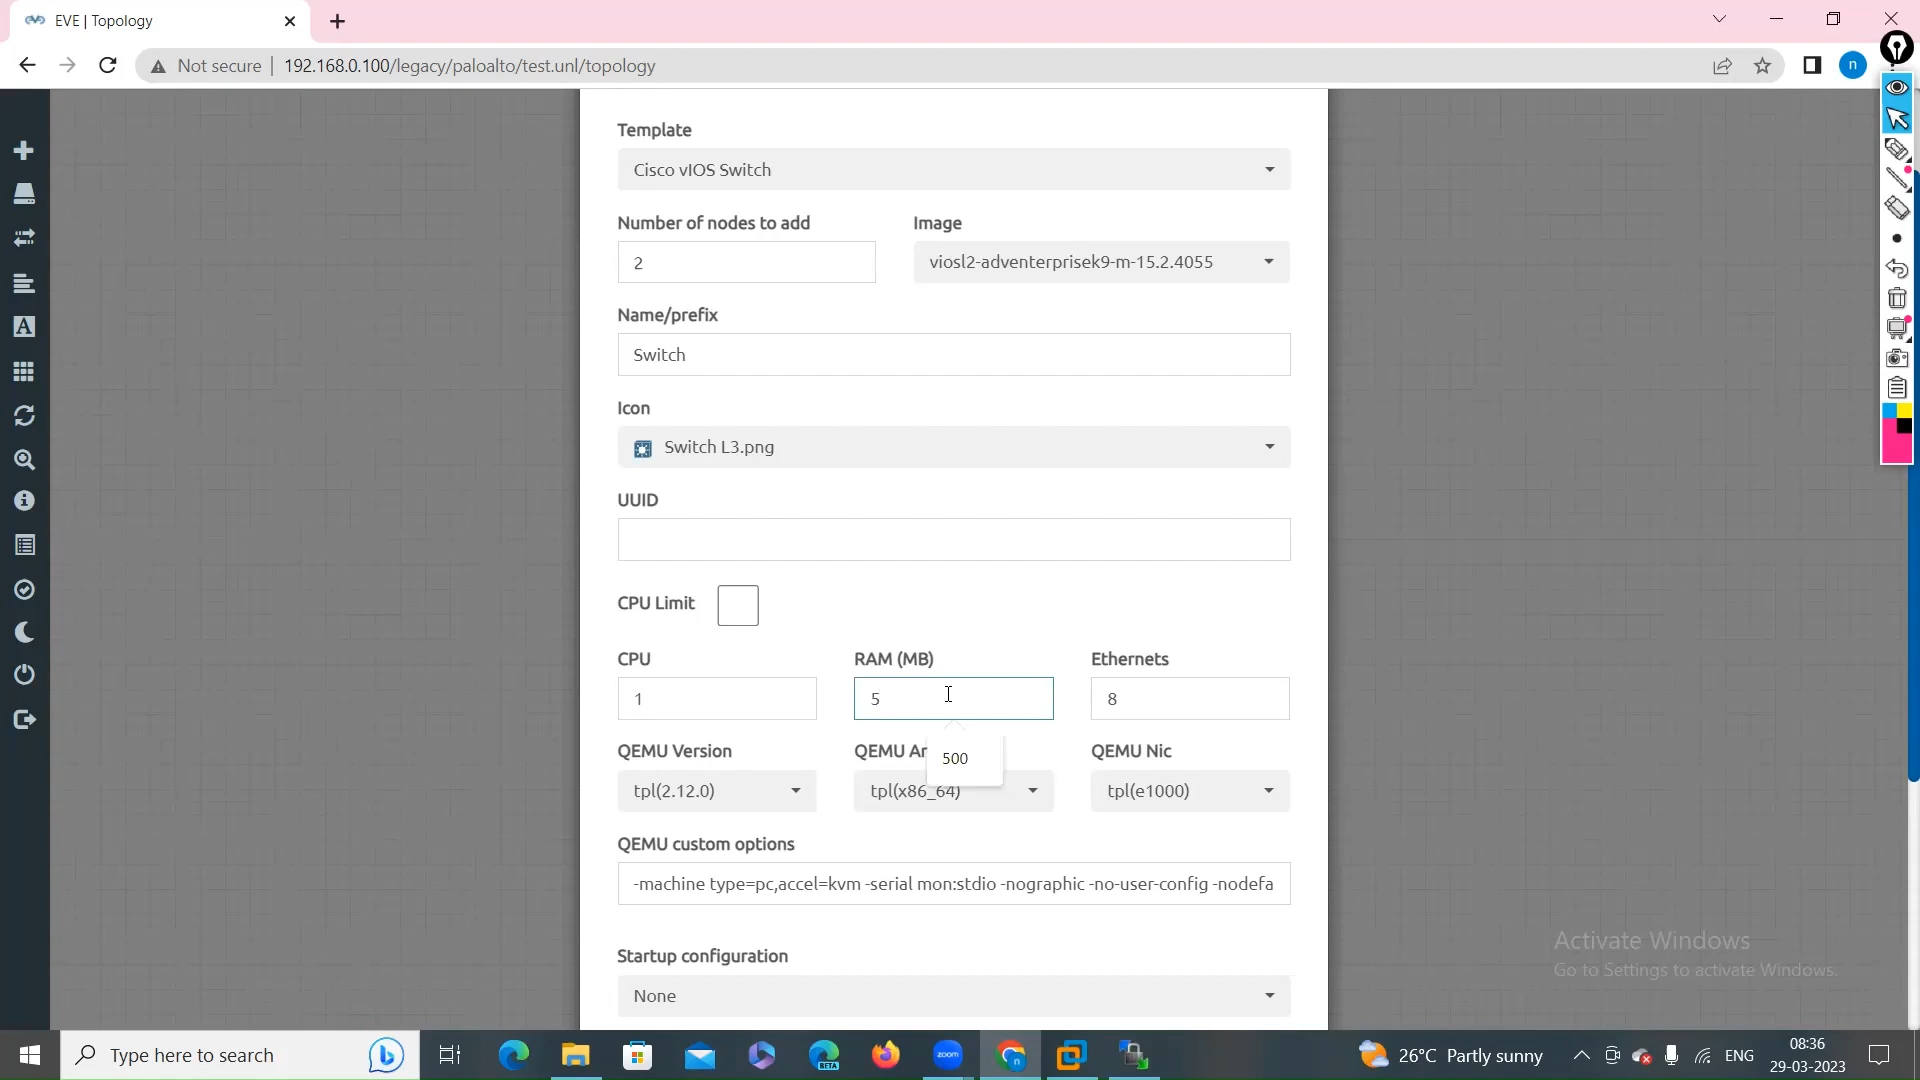 EVE | Topology
Not secure
192.168.0.100/legacy/paloalto/test.unl/topology
n
Template
Cisco vIOS Switch
Number of nodes to add
Image
2
viosl2-adventerprisek9-m-15.2.4055
Name/prefix
Switch
Icon
Switch L3.png
UUID
CPU Limit
CPU
RAM (MB)
Ethernets
1
5
8
500
QEMU Version
QEMU Ar
QEMU Nic
tpl(2.12.0)
tpl(x86_64)
tpl(e1000)
QEMU custom options
-machine type=pc,accel=kvm -serial mon:stdio -nographic -no-user-config -nodefa
Startup configuration
None
Activate Windows
Go to Settings to activate Windows.
Type here to search
BETA
zoom
n
26°C Partly sunny
ENG
08:36
29-03-2023